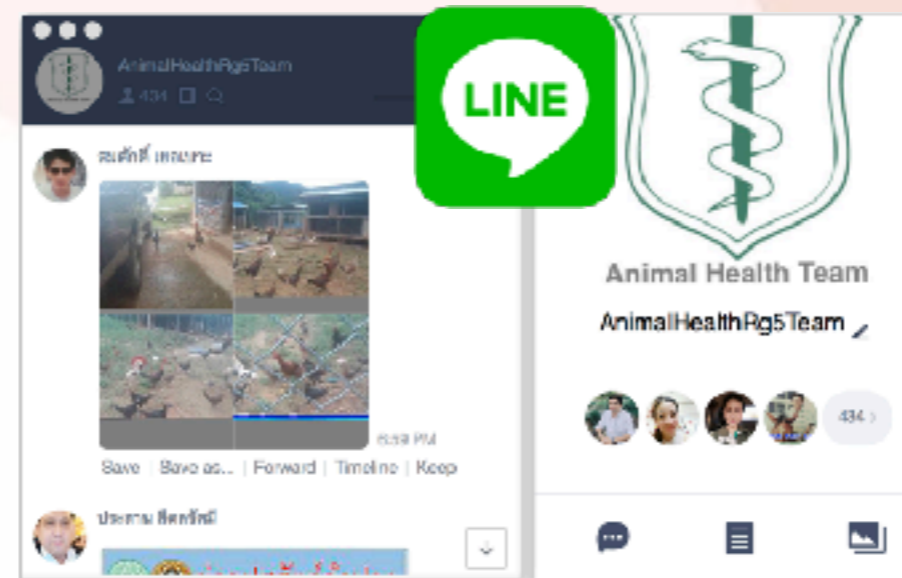 AnimalHealthRg5Team
434
LINE
6:59 PM
Save | Save as... | Forward | Timeline | Keep
Animal Health Team
AnimalHealthRg5Team
434 >